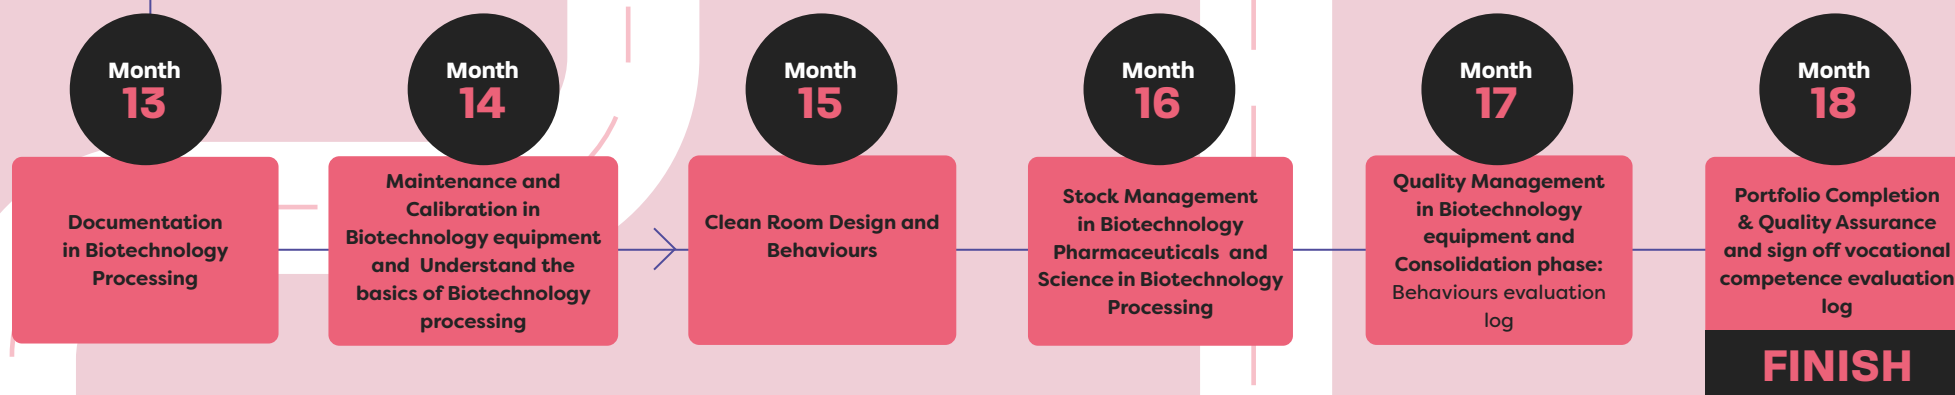 Month
13
Documentation
in Biotechnology
Processing
Month
14
Maintenance and
Calibration in
Biotechnology equipment
and Understand the
basics of Biotechnology
processing
Month
15
Clean Room Design and
Behaviours
Month
16
Stock Management
in Biotechnology
Pharmaceuticals and
Science in Biotechnology
Processing
Month
17
Quality Management
in Biotechnology
equipment and
Consolidation phase:
Behaviours evaluation
log
Month
18
Portfolio Completion
& Quality Assurance
and sign off vocational
competence evaluation
log
FINISH